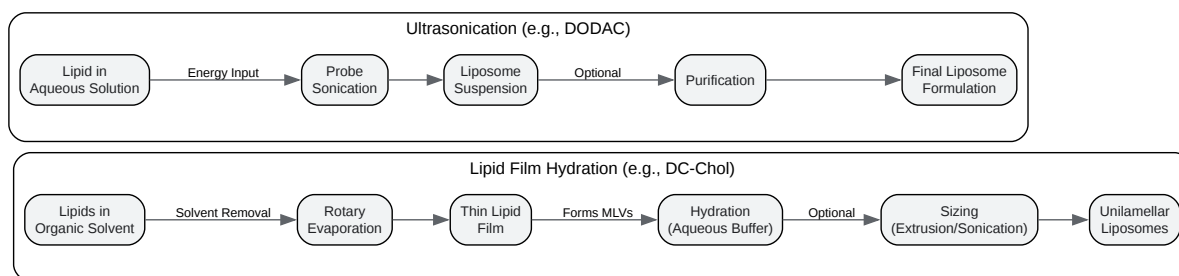 Ultrasonication (e.g., DODAC)
Lipid in
Aqueous Solution
Energy Input
Probe
Sonication
Liposome
Suspension
Optional
Purification
Final Liposome
Formulation
Lipid Film Hydration (e.g., DC-Chol)
Lipids in
Organic Solvent
Solvent Removal
Rotary
Evaporation
Thin Lipid
Film
Forms MLVs
Hydration
(Aqueous Buffer)
Optional
Sizing
(Extrusion/Sonication)
Unilamellar
Liposomes